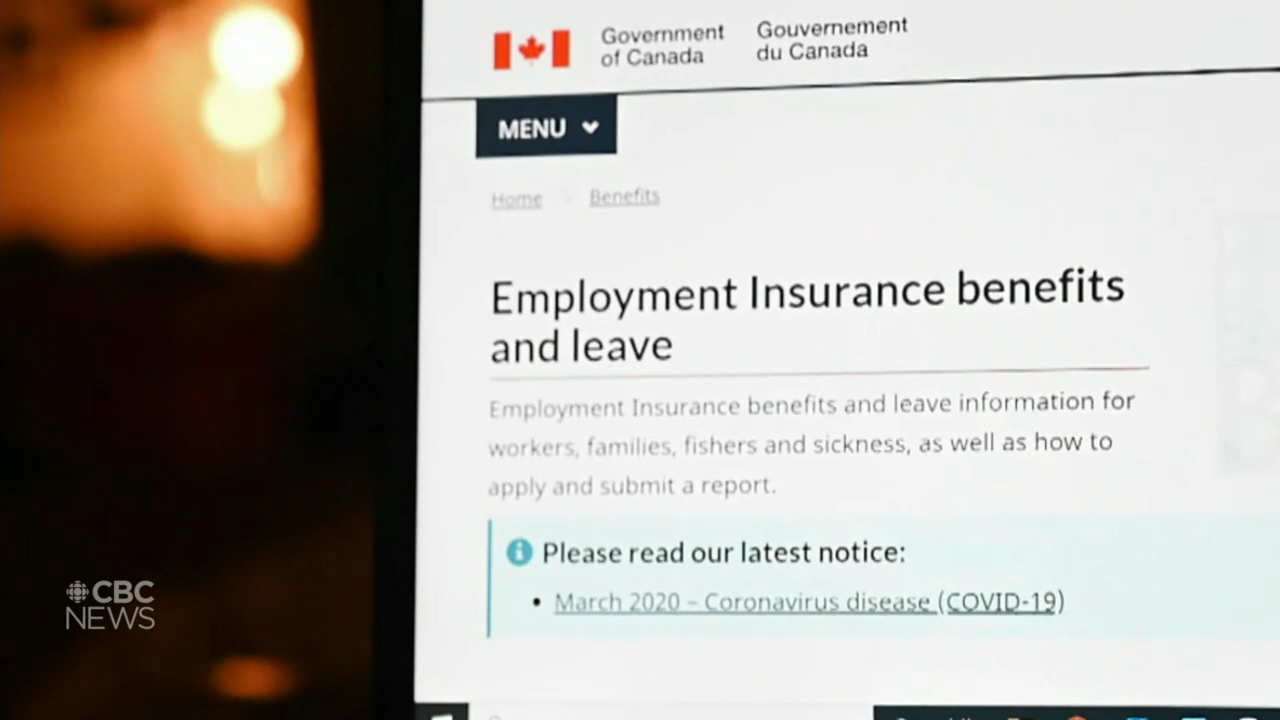 Government
of Canada
Gouvernement
du Canada
MENU
Home
Benefits
Employment Insurance benefits
and leave
Employment Insurance benefits and leave information for
workers, families, fishers and sickness, as well as how to
apply and submit a report.
Please read our latest notice:
• March 2020 – Coronavirus disease (COVID-19)
CBC
NEWS